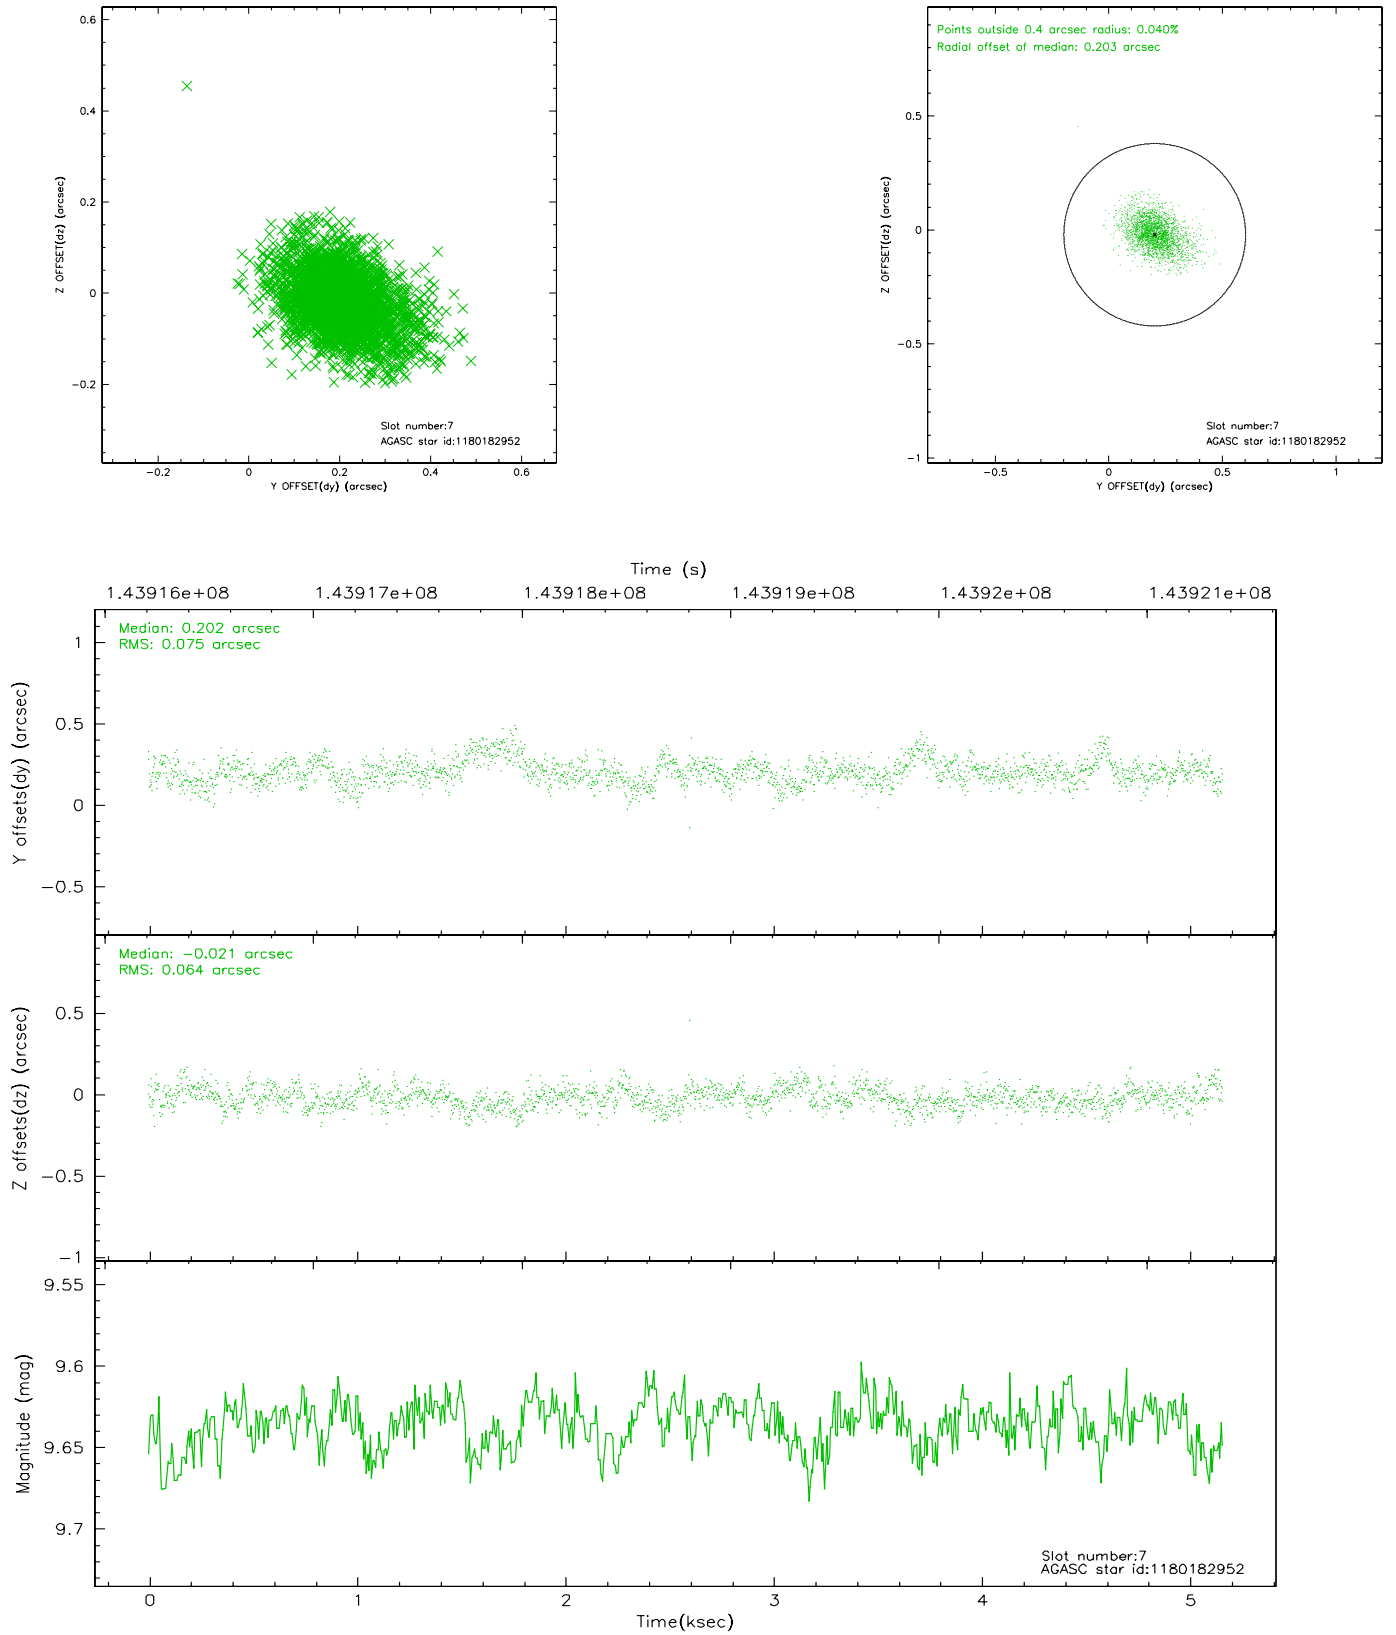 0.6
0.4
0.2
0
−0.2
Z OFFSET(dz) (arcsec)
Slot number:7
AGASC star id:1180182952
−0.2 0 0.2 0.4 0.6
Y OFFSET(dy) (arcsec)
Points outside 0.4 arcsec radius: 0.040%
Radial offset of median: 0.203 arcsec
0.5
0
−0.5
−1
Z OFFSET(dz) (arcsec)
Slot number:7
AGASC star id:1180182952
−0.5 0 0.5 1
Y OFFSET(dy) (arcsec)
Time (s)
1.43916e+08 1.43917e+08 1.43918e+08 1.43919e+08 1.4392e+08 1.43921e+08
Median: 0.202 arcsec
RMS: 0.075 arcsec
1
0.5
0
−0.5
Y offsets(dy) (arcsec)
Median: −0.021 arcsec
RMS: 0.064 arcsec
0.5
0
−0.5
−1
Z offsets(dz) (arcsec)
9.55
9.6
9.65
9.7
Magnitude (mag)
Slot number:7
AGASC star id:1180182952
0 1 2 3 4 5
Time(ksec)